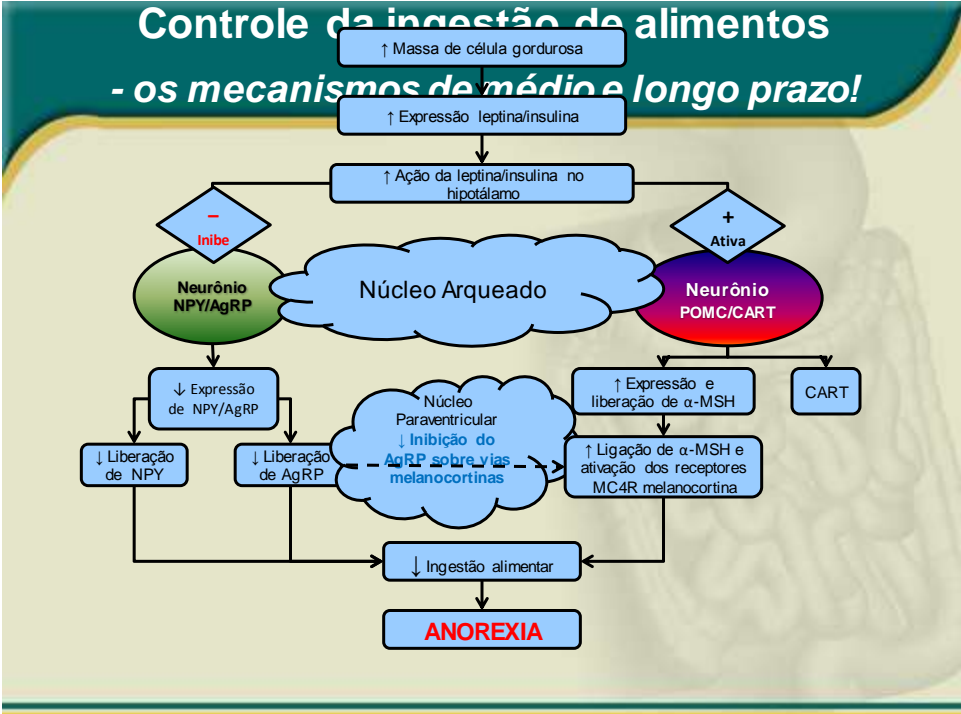 Controle da ingestão de alimentos
- os mecanismos de médio e longo prazo!
↑ Massa de célula gordurosa
↑ Expressão leptina/insulina
↑ Ação da leptina/insulina no
hipotálamo
–
Inibe
+
Ativa
Neurônio
NPY/AgRP
Núcleo Arqueado
Neurônio
POMC/CART
↓ Expressão
de NPY/AgRP
↓ Liberação
de NPY
↓ Liberação
de AgRP
Núcleo
Paraventricular
↓ Inibição do
AgRP sobre vias
melanocortinas
↑ Expressão e
liberação de α-MSH
CART
↑ Ligação de α-MSH e
ativação dos receptores
MC4R melanocortina
↓ Ingestão alimentar
ANOREXIA